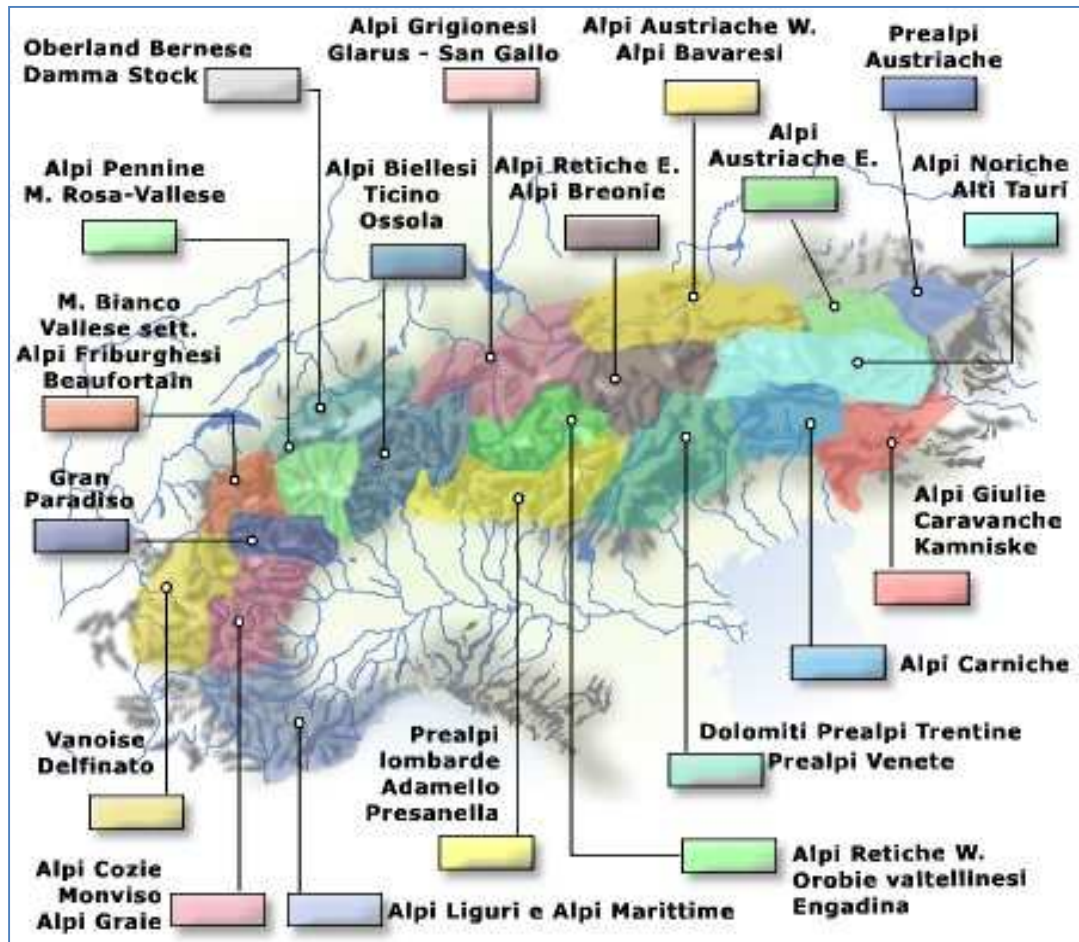 Oberland Bernese
Damma Stock
Alpi Grigionesi
Glarus - San Gallo
Alpi Austriache W.
Alpi Bavaresi
Prealpi
Austriache
Alpi Pennine
M. Rosa-Vallese
Alpi Biellesi
Ticino
Ossola
Alpi Retiche E.
Alpi Breonie
Alpi
Austriache E.
Alpi Noriche
Alti Tauri
M. Bianco
Vallese sett.
Alpi Friburghesi
Beaufortain
Gran
Paradiso
Alpi Giulie
Caravanche
Kamniske
Alpi Carniche
Vanoise
Delfinato
Prealpi
lombarde
Adamello
Presanella
Dolomiti Prealpi Trentine
Prealpi Venete
Alpi Cozie
Monviso
Alpi Graie
Alpi Liguri e Alpi Marittime
Alpi Retiche W.
Orobie valtellinesi
Engadina